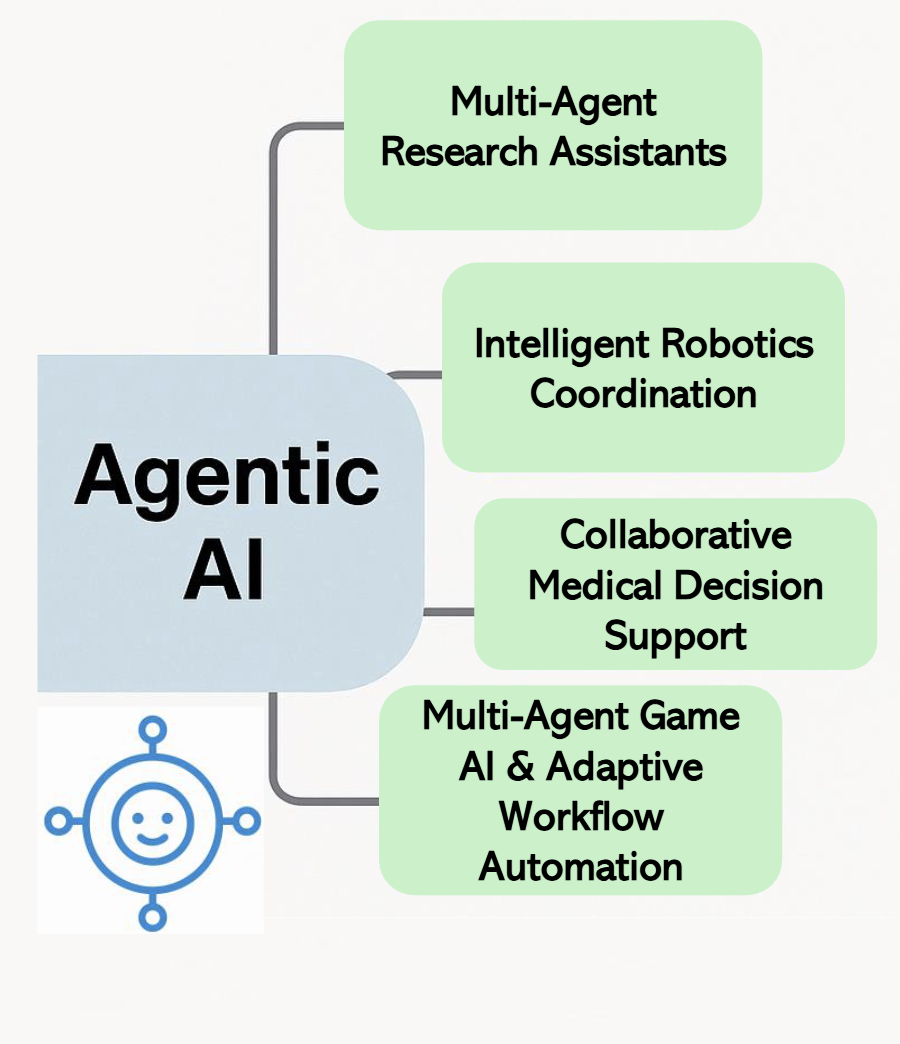 Multi-Agent
Research Assistants
Intelligent Robotics
Coordination
Agentic
AI
Collaborative
Medical Decision
Support
Multi-Agent Game
AI & Adaptive
Workflow
Automation